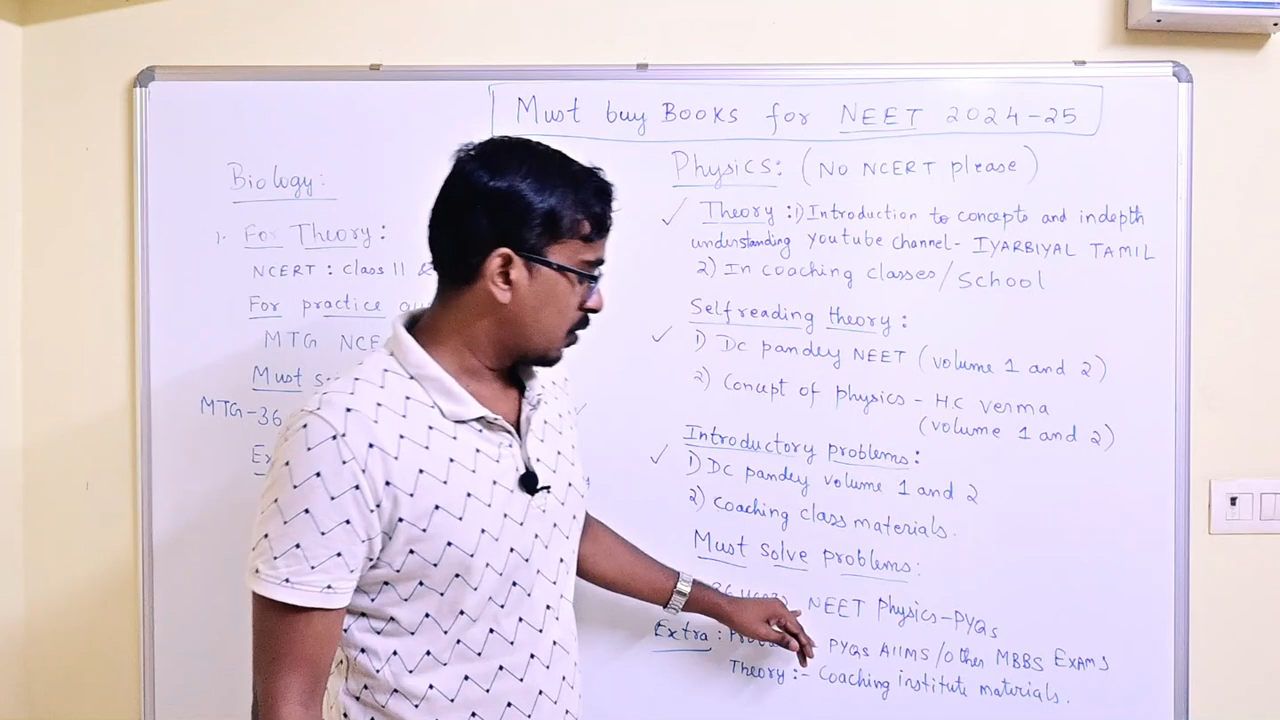 Must buy BOOKS for NEET 2024-25
Biology:
1. For Theory:
NCERT: class 11 &
For practice
MTG NCE
Must
MTG-36
Physics: (NO NCERT please)
✓ Theory: 1) Introduction to concepts and indepth
understanding youtube channel- IYARBIYAL TAMIL
2) In coaching classes/School
Selfreading theory:
✓ 1) DC pandey NEET (volume 1 and 2)
2) Concept of physics - H.C verma
(volume 1 and 2)
Introductory problems:
✓ 1) DC pandey volume 1 and 2
2) coaching class materials.
Must solve problems:
NEET Physics-PYQs
Extra: PYQs AIIMS/other MBBS EXAMS
Theory:- Coaching institute materials.